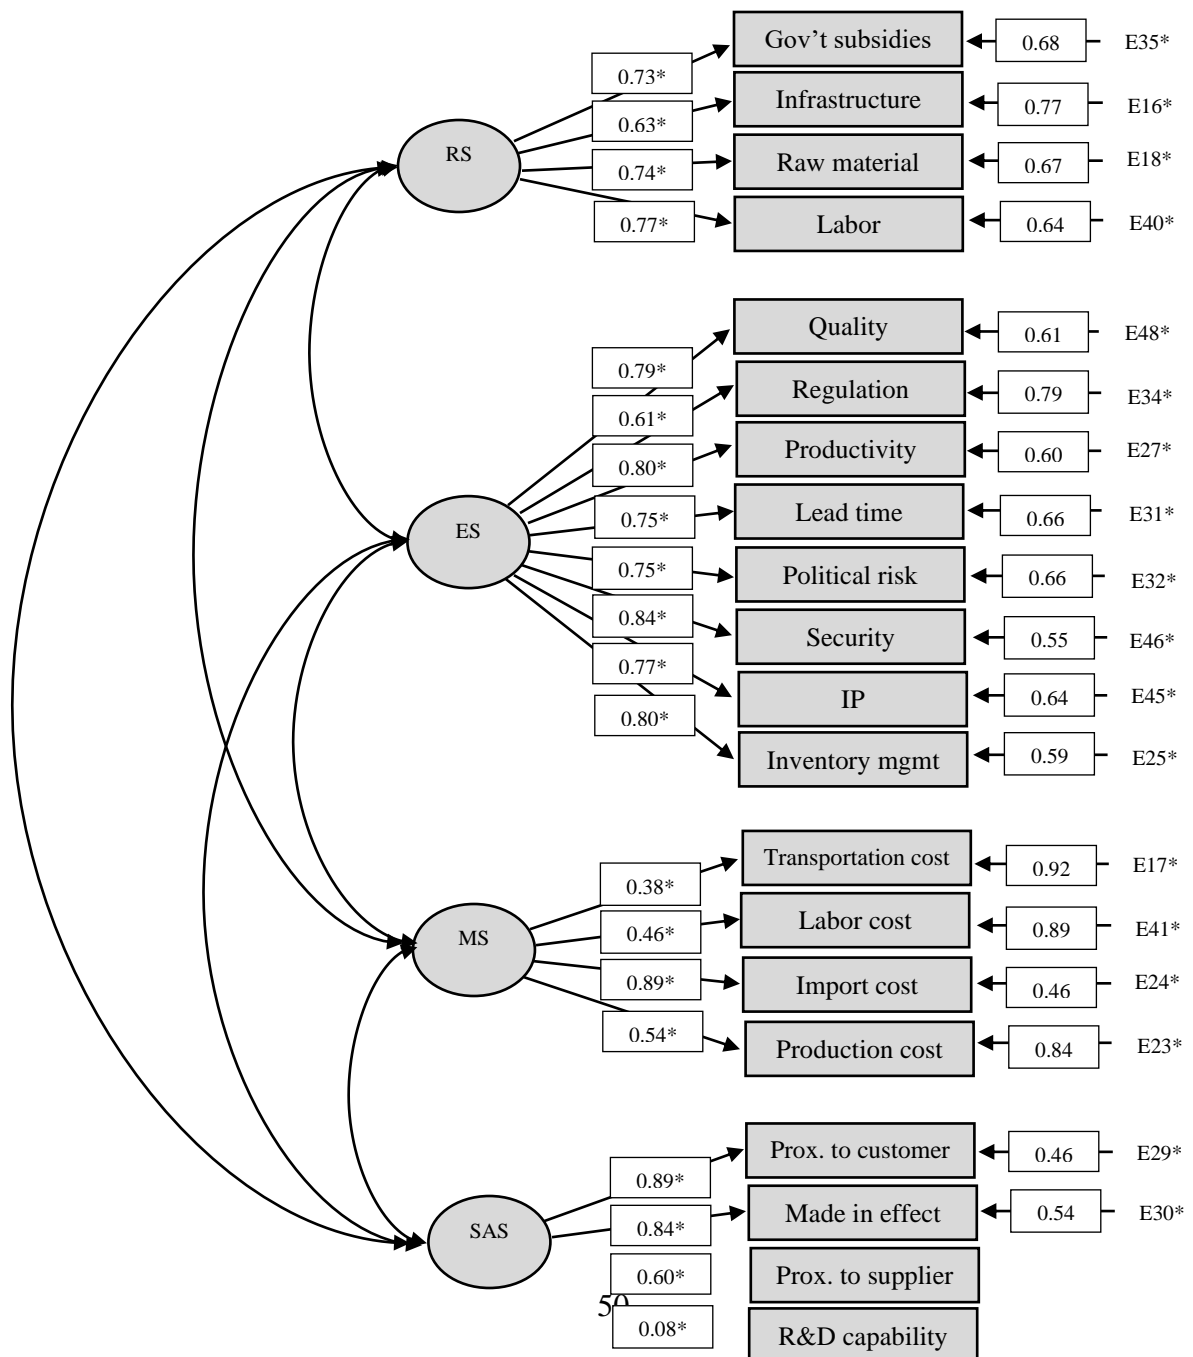 Gov’t subsidies
0.68
E35*
0.73*
Infrastructure
0.77
E16*
0.63*
RS
Raw material
0.67
E18*
0.74*
Labor
0.64
E40*
0.77*
Quality
0.61
E48*
0.79*
Regulation
0.79
E34*
0.61*
Productivity
0.60
E27*
0.80*
ES
Lead time
0.66
E31*
0.75*
Political risk
0.66
E32*
0.75*
Security
0.55
E46*
0.84*
IP
0.64
E45*
0.77*
Inventory mgmt
0.59
E25*
0.80*
Transportation cost
0.92
E17*
0.38*
MS
Labor cost
0.89
E41*
0.46*
Import cost
0.46
E24*
0.89*
Production cost
0.84
E23*
0.54*
Prox. to customer
0.46
E29*
0.89*
SAS
Made in effect
0.54
E30*
0.84*
Prox. to supplier
0.60*
R&D capability
0.08*